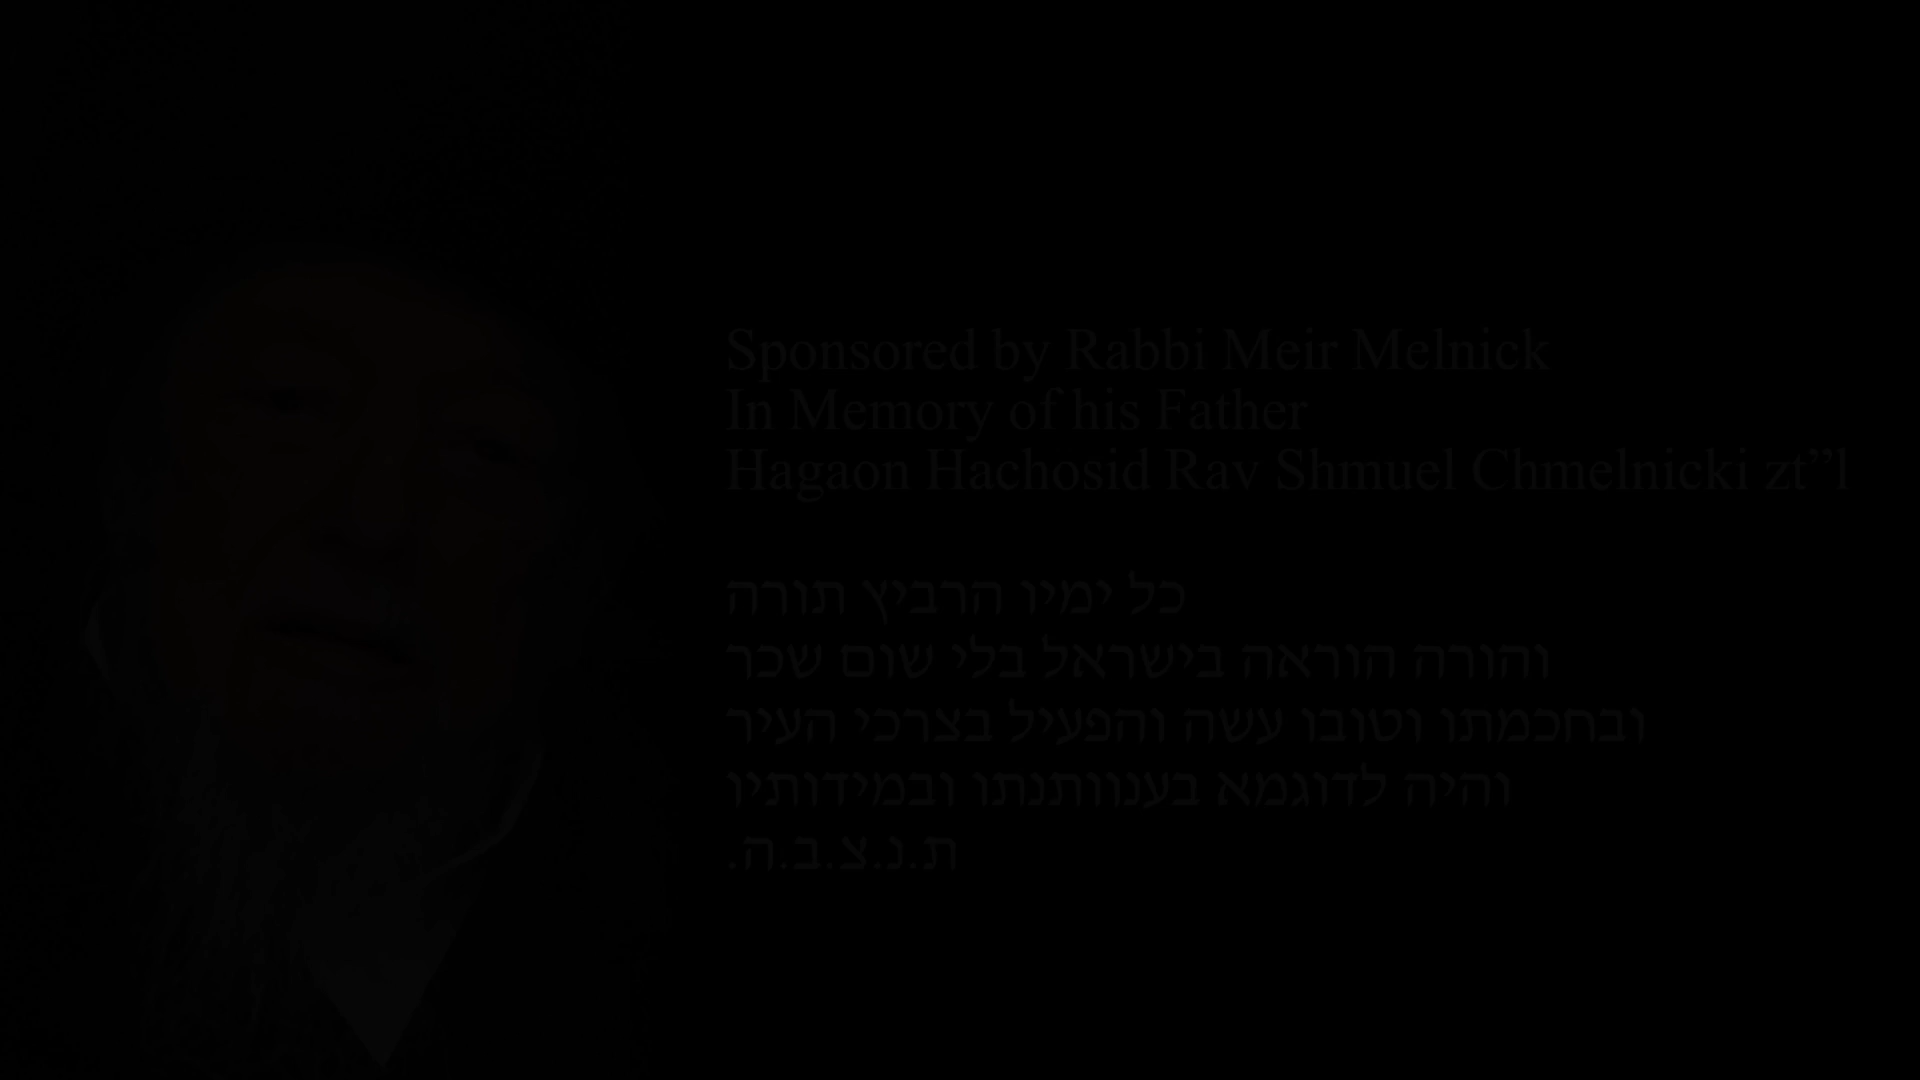 Sponsored by Rabbi Meir Melnick
In Memory of his Father
Hagaon Hachosid Rav Shmuel Chmelnicki zt”l
כל ימיו הרביץ תורה
והורה הוראה בישראל בלי שום שכר
ובחכמתו וטובו עשה והפעיל בצרכי העיר
והיה לדוגמא בענוותנתו ובמידותיו
ת.נ.צ.ב.ה.